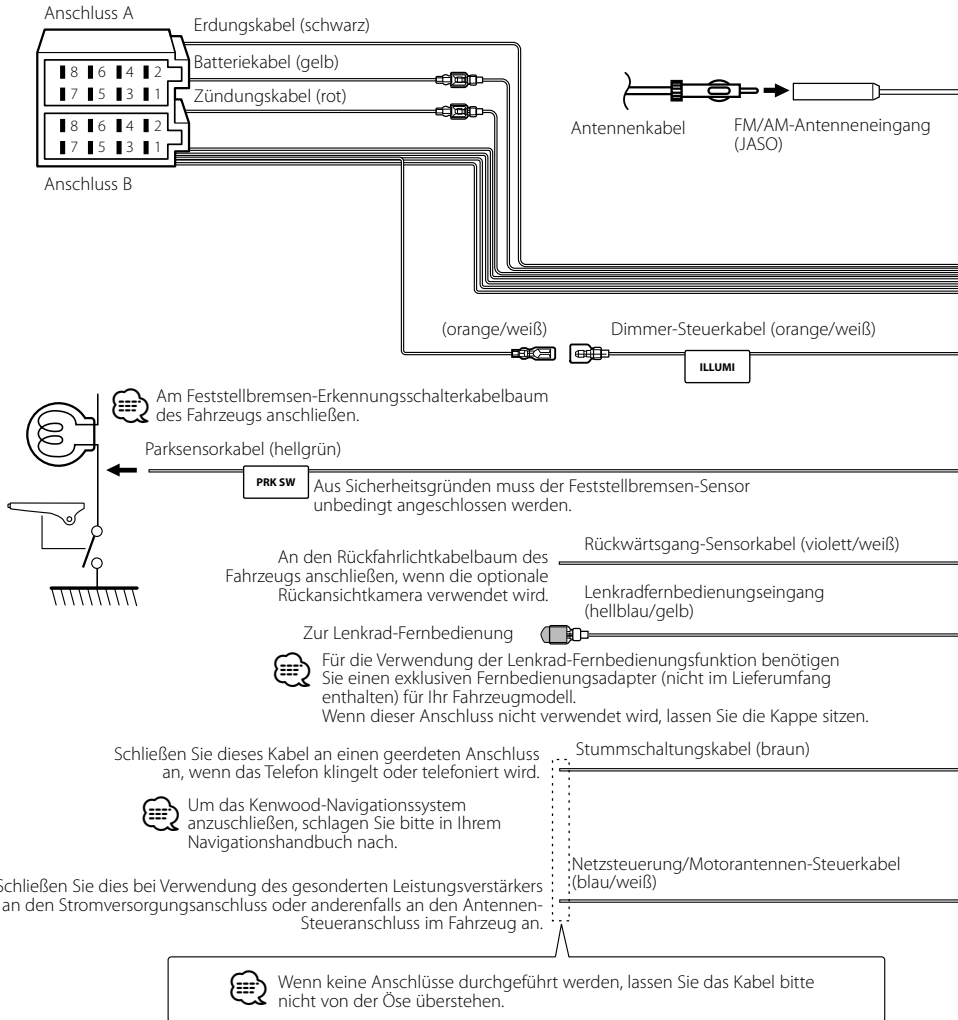 Anschluss A
Erdungskabel (schwarz)
Batteriekabel (gelb)
Zündungskabel (rot)
8 6 4 2
7 5 3 1
8 6 4 2
7 5 3 1
Anschluss B
Antennenkabel
FM/AM-Antenneneingang
(JASO)
(orange/weiß)
Dimmer-Steuerkabel (orange/weiß)
ILLUMI
Am Feststellbremsen-Erkennungsschalterkabelbaum
des Fahrzeugs anschließen.
Parksensorkabel (hellgrün)
PRK SW
Aus Sicherheitsgründen muss der Feststellbremsen-Sensor
unbedingt angeschlossen werden.
An den Rückfahrlichtkabelbaum des
Fahrzeugs anschließen, wenn die optionale
Rückansichtkamera verwendet wird.
Rückwärtsgang-Sensorkabel (violett/weiß)
Lenkradfernbedienungseingang
(hellblau/gelb)
Zur Lenkrad-Fernbedienung
Für die Verwendung der Lenkrad-Fernbedienungsfunktion benötigen
Sie einen exklusiven Fernbedienungsadapter (nicht im Lieferumfang
enthalten) für Ihr Fahrzeugmodell.
Wenn dieser Anschluss nicht verwendet wird, lassen Sie die Kappe sitzen.
Schließen Sie dieses Kabel an einen geerdeten Anschluss
an, wenn das Telefon klingelt oder telefoniert wird.
Stummschaltungskabel (braun)
Um das Kenwood-Navigationssystem
anzuschließen, schlagen Sie bitte in Ihrem
Navigationshandbuch nach.
Netzsteuerung/Motorantennen-Steuerkabel
(blau/weiß)
Schließen Sie dies bei Verwendung des gesonderten Leistungsverstärkers
an den Stromversorgungsanschluss oder anderenfalls an den Antennen-
Steueranschluss im Fahrzeug an.
Wenn keine Anschlüsse durchgeführt werden, lassen Sie das Kabel bitte
nicht von der Öse überstehen.